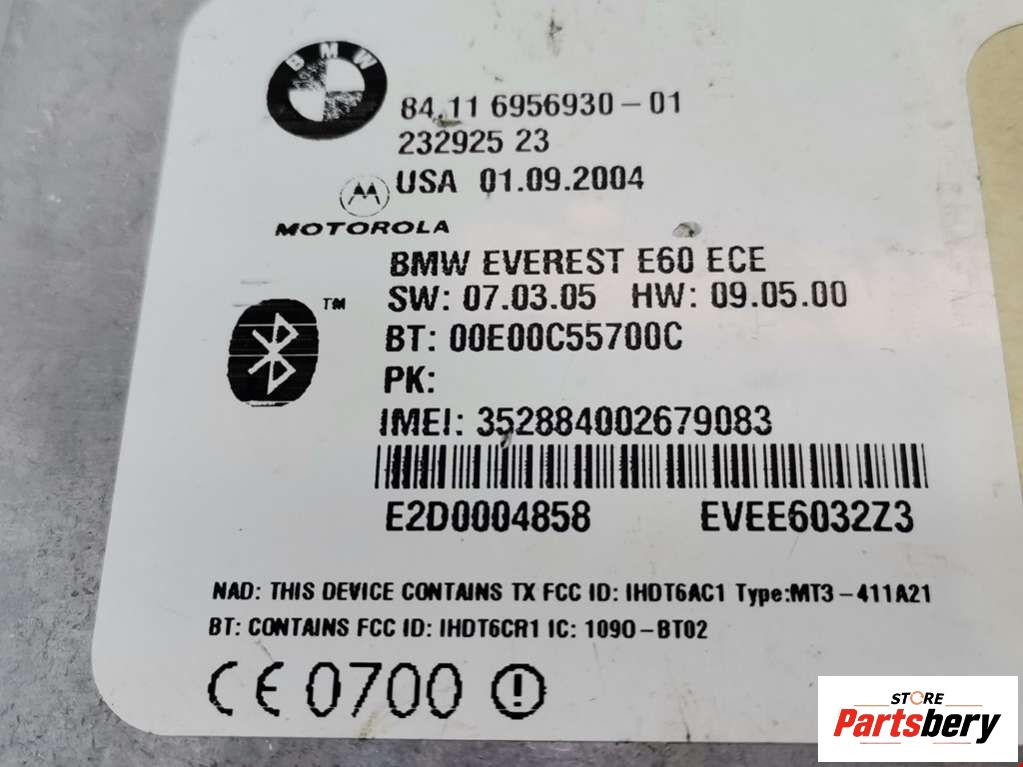 BMW
84.11 6956930-01
232925 23
USA 01.09.2004
MOTOROLA
BMW EVEREST E60 ECE
TM
SW: 07.03.05 HW: 09.05.00
BT: 00E00C55700C
PK:
IMEI: 352884002679083
E2D0004858 EVEE6032Z3
NAD: THIS DEVICE CONTAINS TX FCC ID: IHDT6AC1 Type:MT3-411A21
BT: CONTAINS FCC ID: IHDT6CR1 IC: 1090-BT02
CE 0700
STORE
Partsbery